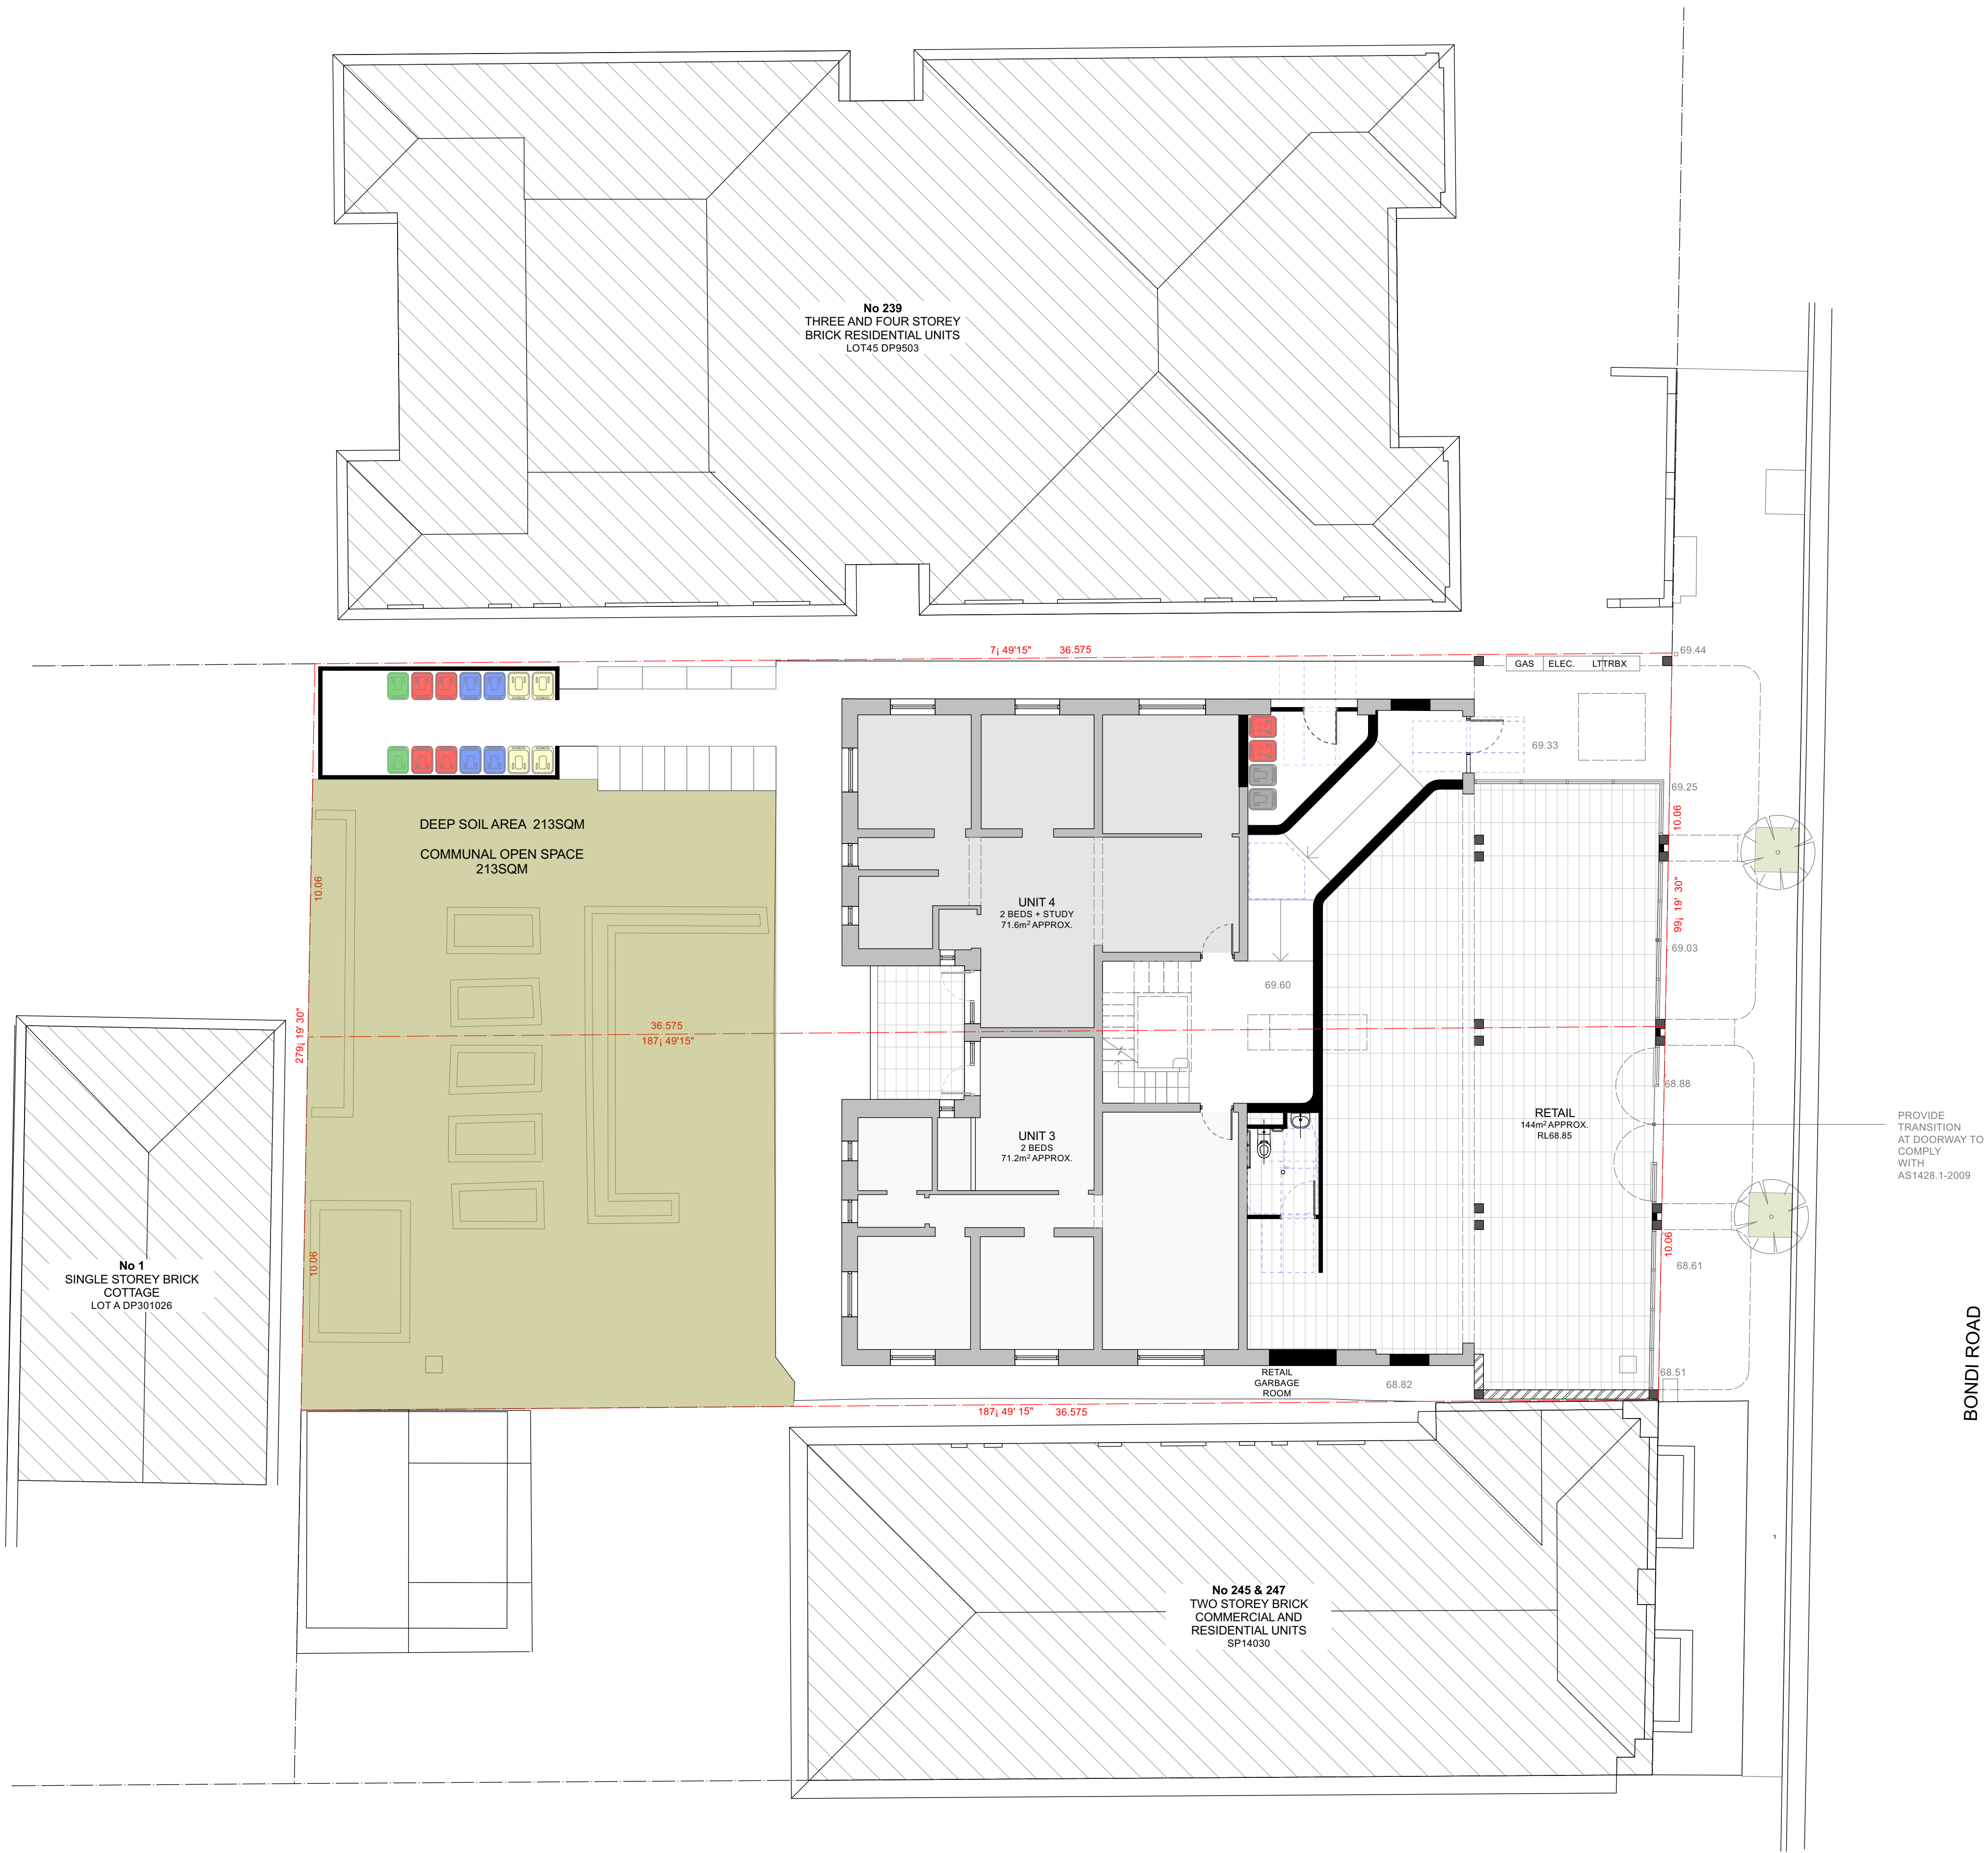 No 239
THREE AND FOUR STOREY
BRICK RESIDENTIAL UNITS
LOT45 DP9503
7¡ 49'15" 36.575
69.44
GAS ELEC. LTTRBX
69.33
69.25
10.06
99¡ 19' 30"
69.03
DEEP SOIL AREA 213SQM
COMMUNAL OPEN SPACE
213SQM
10.06
279¡ 19' 30"
36.575
187¡ 49'15"
10.06
UNIT 4
2 BEDS + STUDY
71.6m² APPROX.
69.60
UNIT 3
2 BEDS
71.2m² APPROX.
RETAIL
144m² APPROX.
RL68.85
68.88
PROVIDE
TRANSITION
AT DOORWAY TO
COMPLY
WITH
AS1428.1-2009
10.06
68.61
68.51
RETAIL
GARBAGE
ROOM
68.82
187¡ 49' 15" 36.575
No 1
SINGLE STOREY BRICK
COTTAGE
LOT A DP301026
BONDI ROAD
No 245 & 247
TWO STOREY BRICK
COMMERCIAL AND
RESIDENTIAL UNITS
SP14030